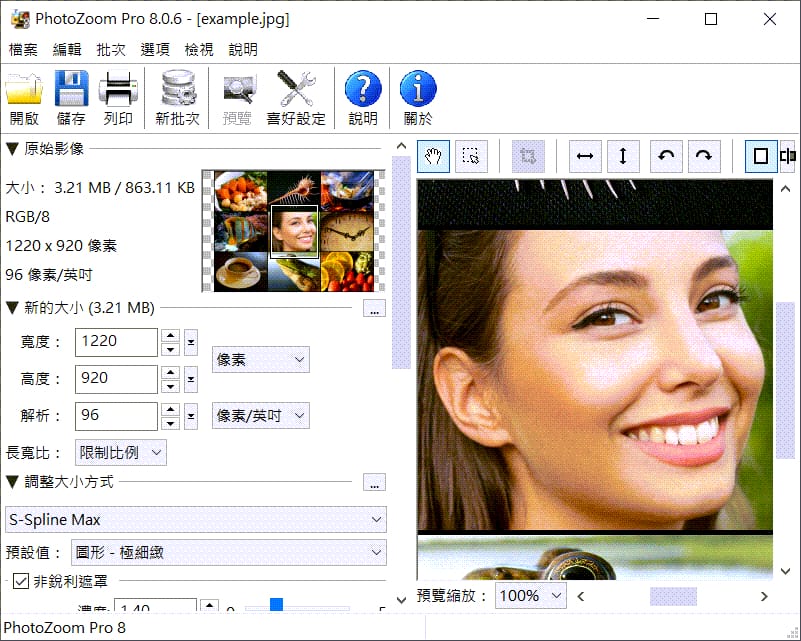 PhotoZoom Pro 8.0.6 - [example.jpg]
檔案 編輯 批次 選項 檢視 說明
開啟 儲存 列印 新批次 預覽 喜好設定 說明 關於
原始影像
大小： 3.21 MB / 863.11 KB
RGB/8
1220 x 920 像素
96 像素/英吋
新的大小 (3.21 MB)
...
寬度： 1220
像素
高度： 920
解析： 96 像素/英吋
長寬比： 限制比例
調整大小方式
...
S-Spline Max
預設值： 圖形 - 極細緻
非銳利遮罩
濃度: 1.40 0 5
預覽縮放： 100%
PhotoZoom Pro 8